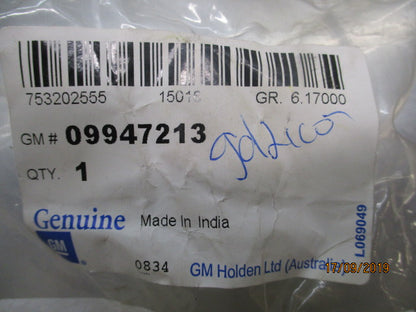 753202555 15018 GR. 6.17000
GM # 09947213
QTY. 1
Genuine Made In India
GM
0834 GM Holden Ltd (Australia)
L069049
17/09/2019